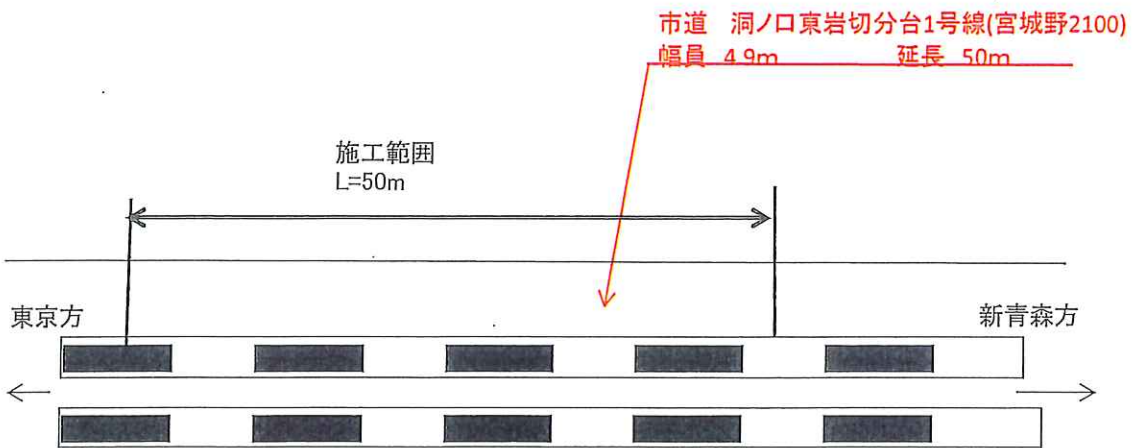 市道　洞ノ口東岩切分台1号線(宮城野2100)
幅員　4.9m　延長　50m
施工範囲
L=50m
東京方
新青森方